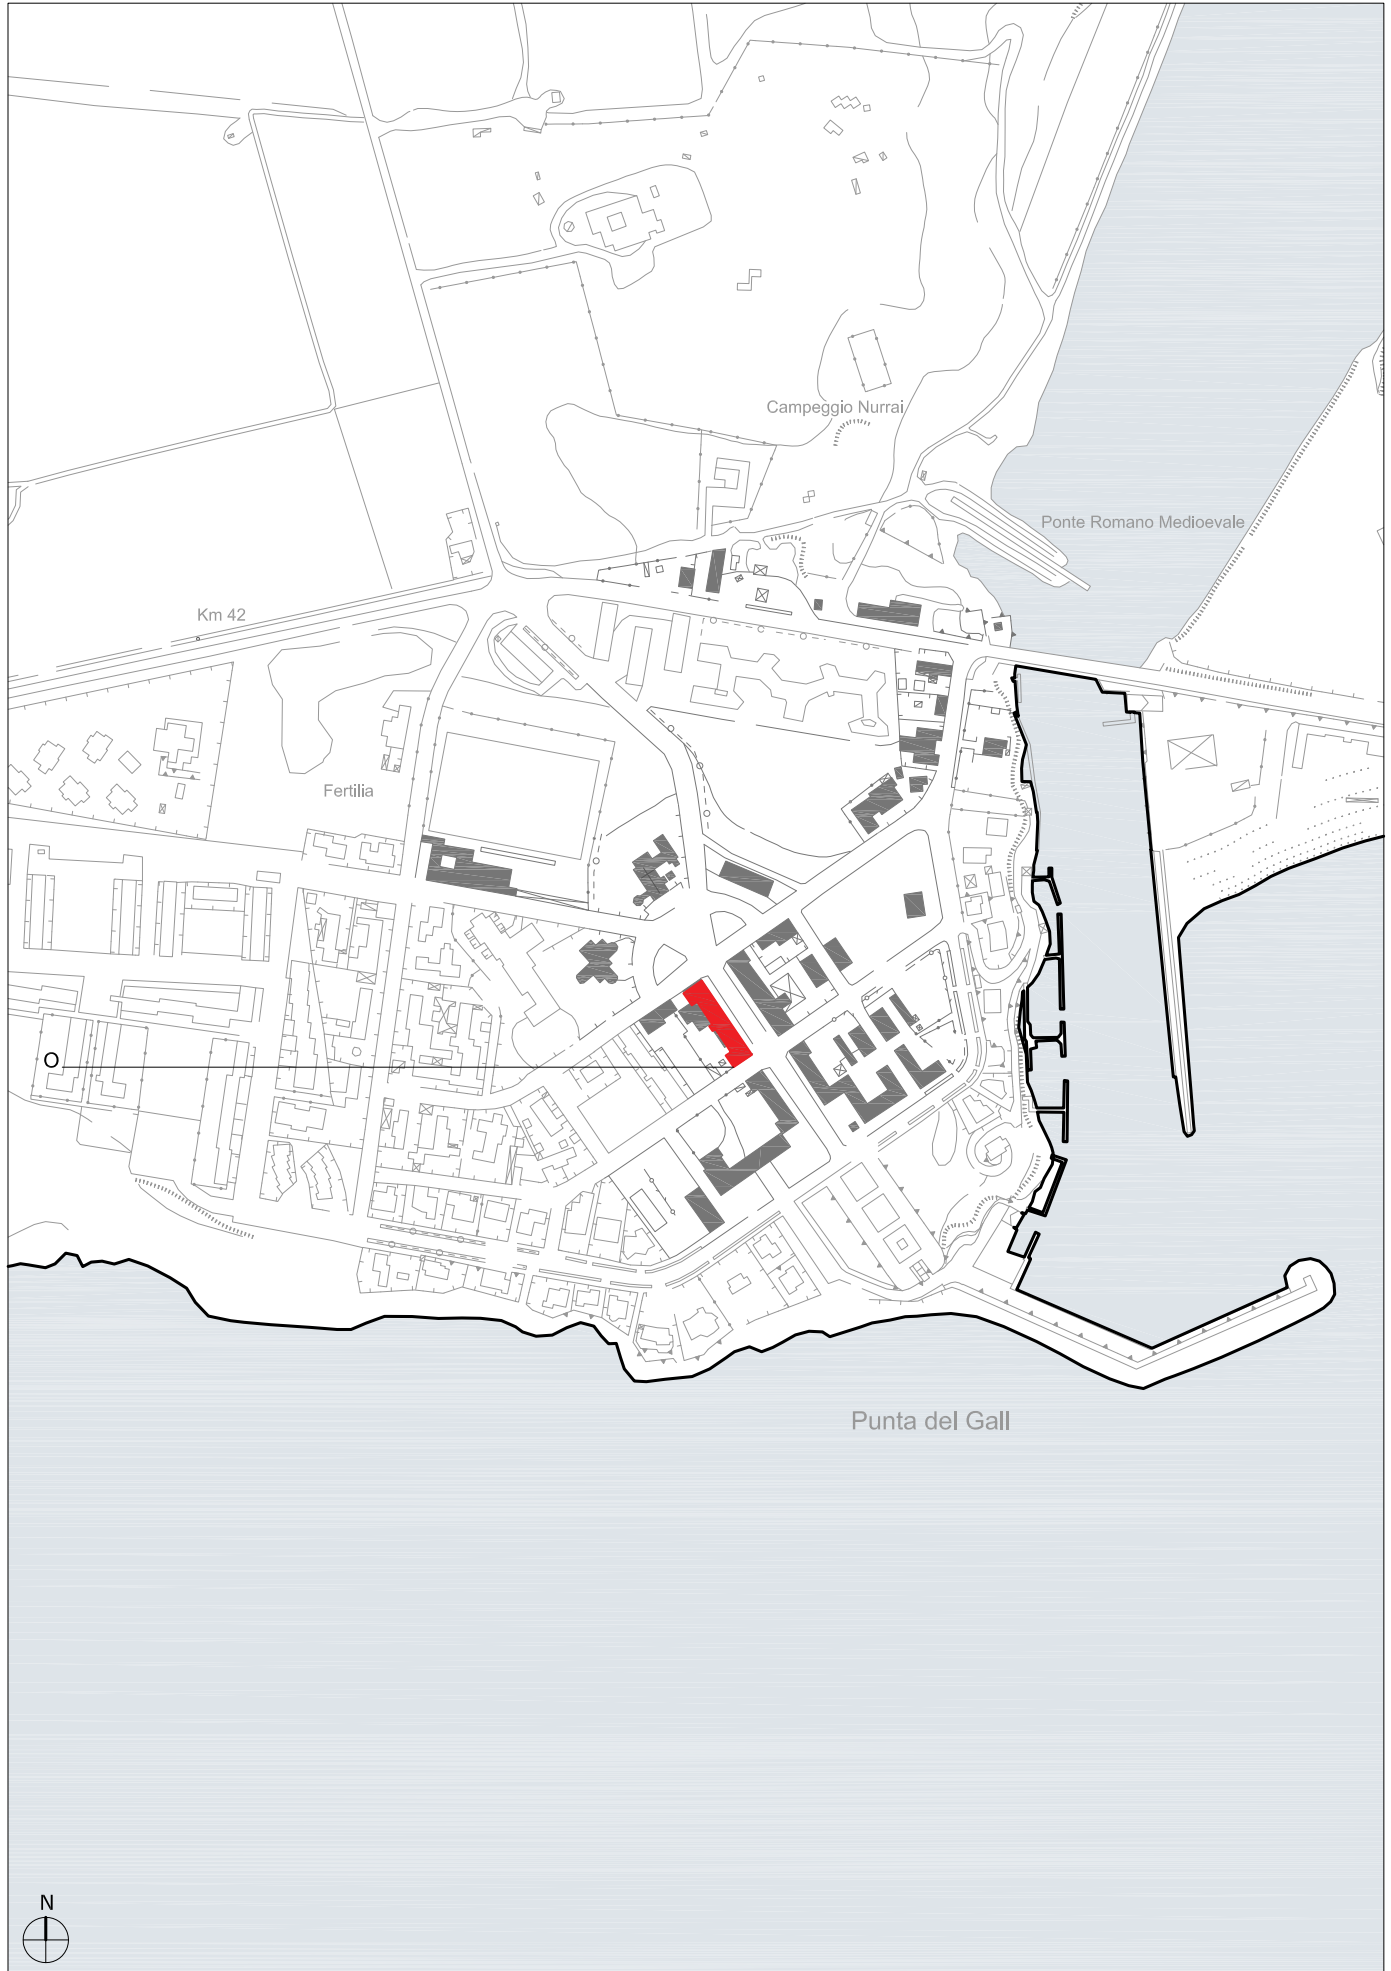 Campeggio Nurrai
Ponte Romano Medioevale
Km 42
Fertilia
O
Punta del Gall
N